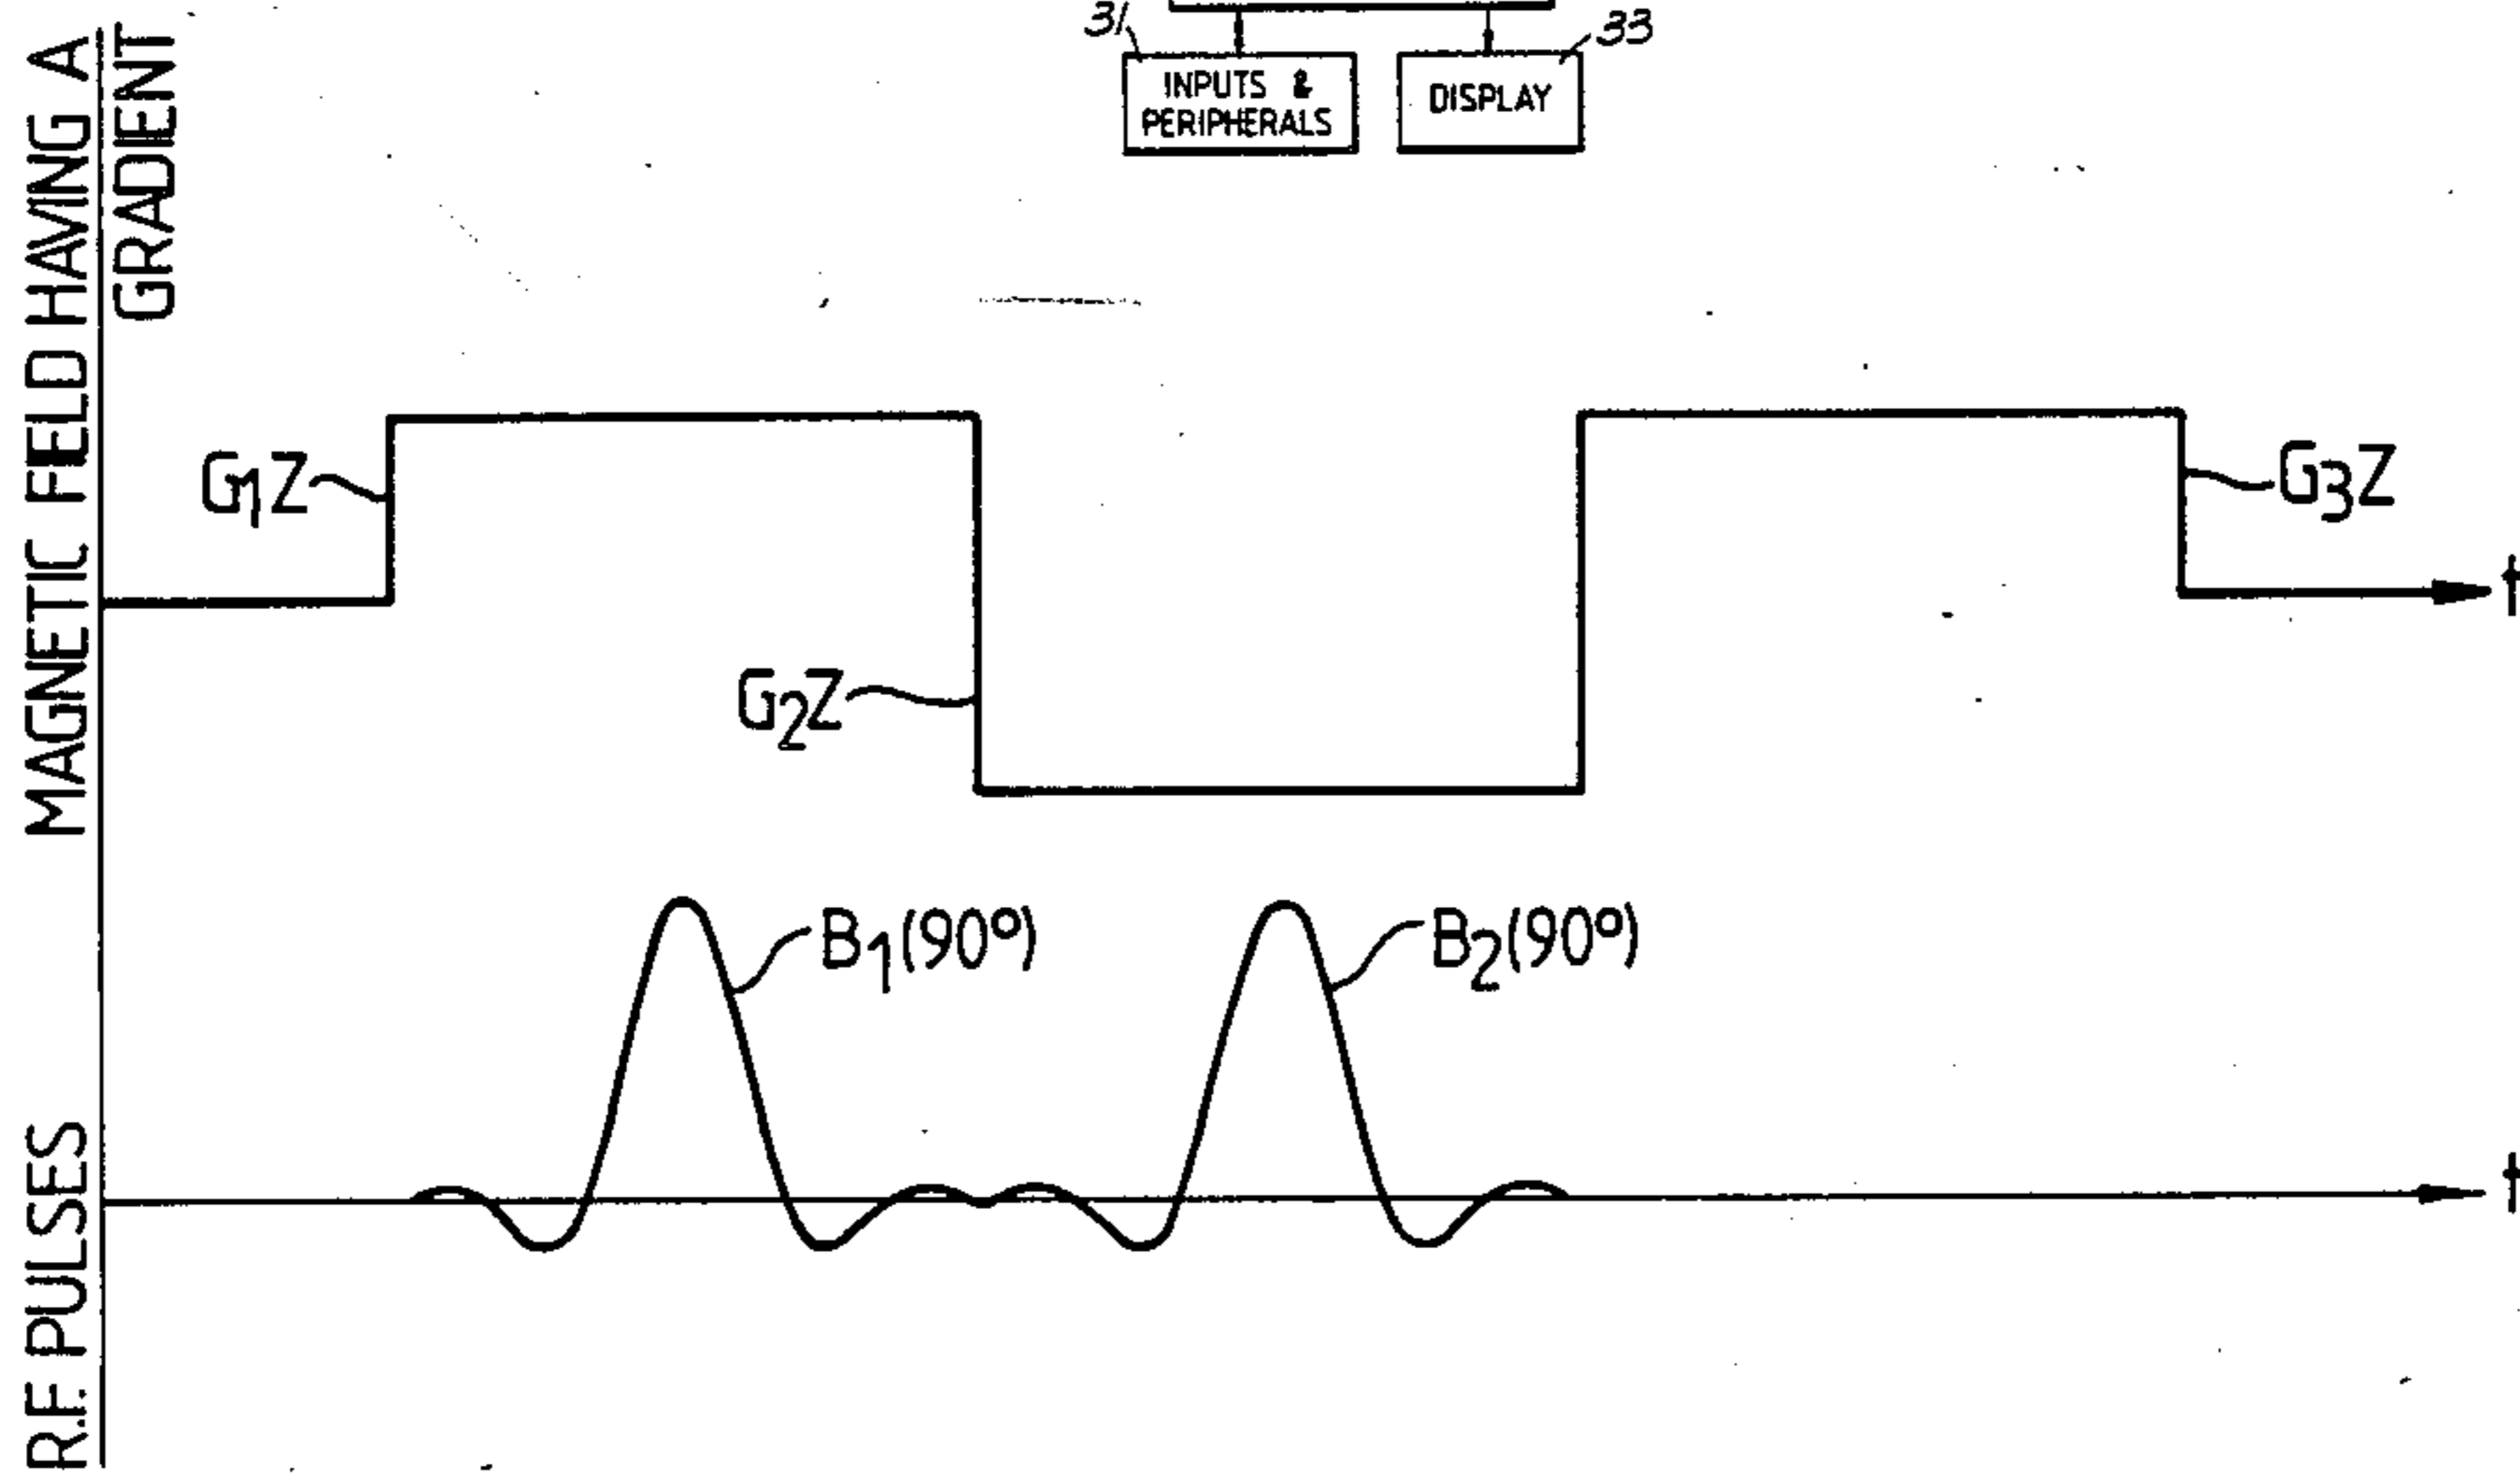 31
33
INPUTS &
PERIPHERALS
DISPLAY
MAGNETIC FIELD HAVING A
GRADIENT
G1Z
G3Z
t
G2Z
B1(90°)
B2(90°)
R.F. PULSES
t